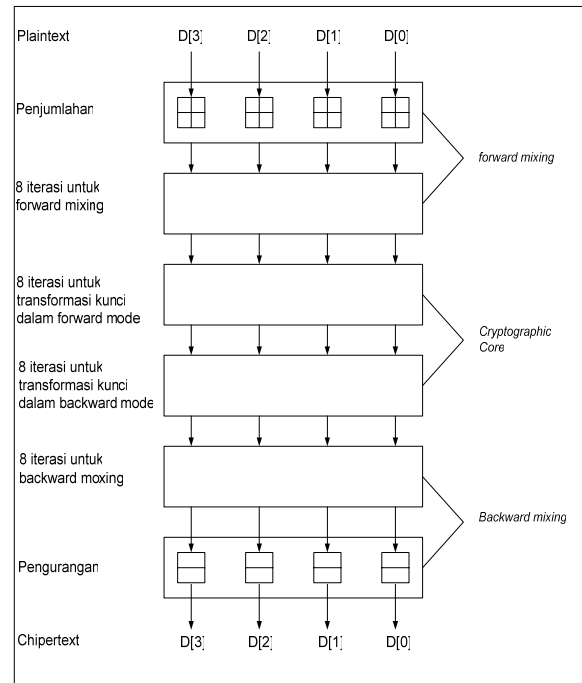 Plaintext
D[3] D[2] D[1] D[0]
Penjumlahan
forward mixing
8 iterasi untuk
forward mixing
8 iterasi untuk
transformasi kunci
dalam forward mode
Cryptographic
Core
8 iterasi untuk
transformasi kunci
dalam backward mode
8 iterasi untuk
backward moxing
Backward mixing
Pengurangan
Chipertext
D[3] D[2] D[1] D[0]